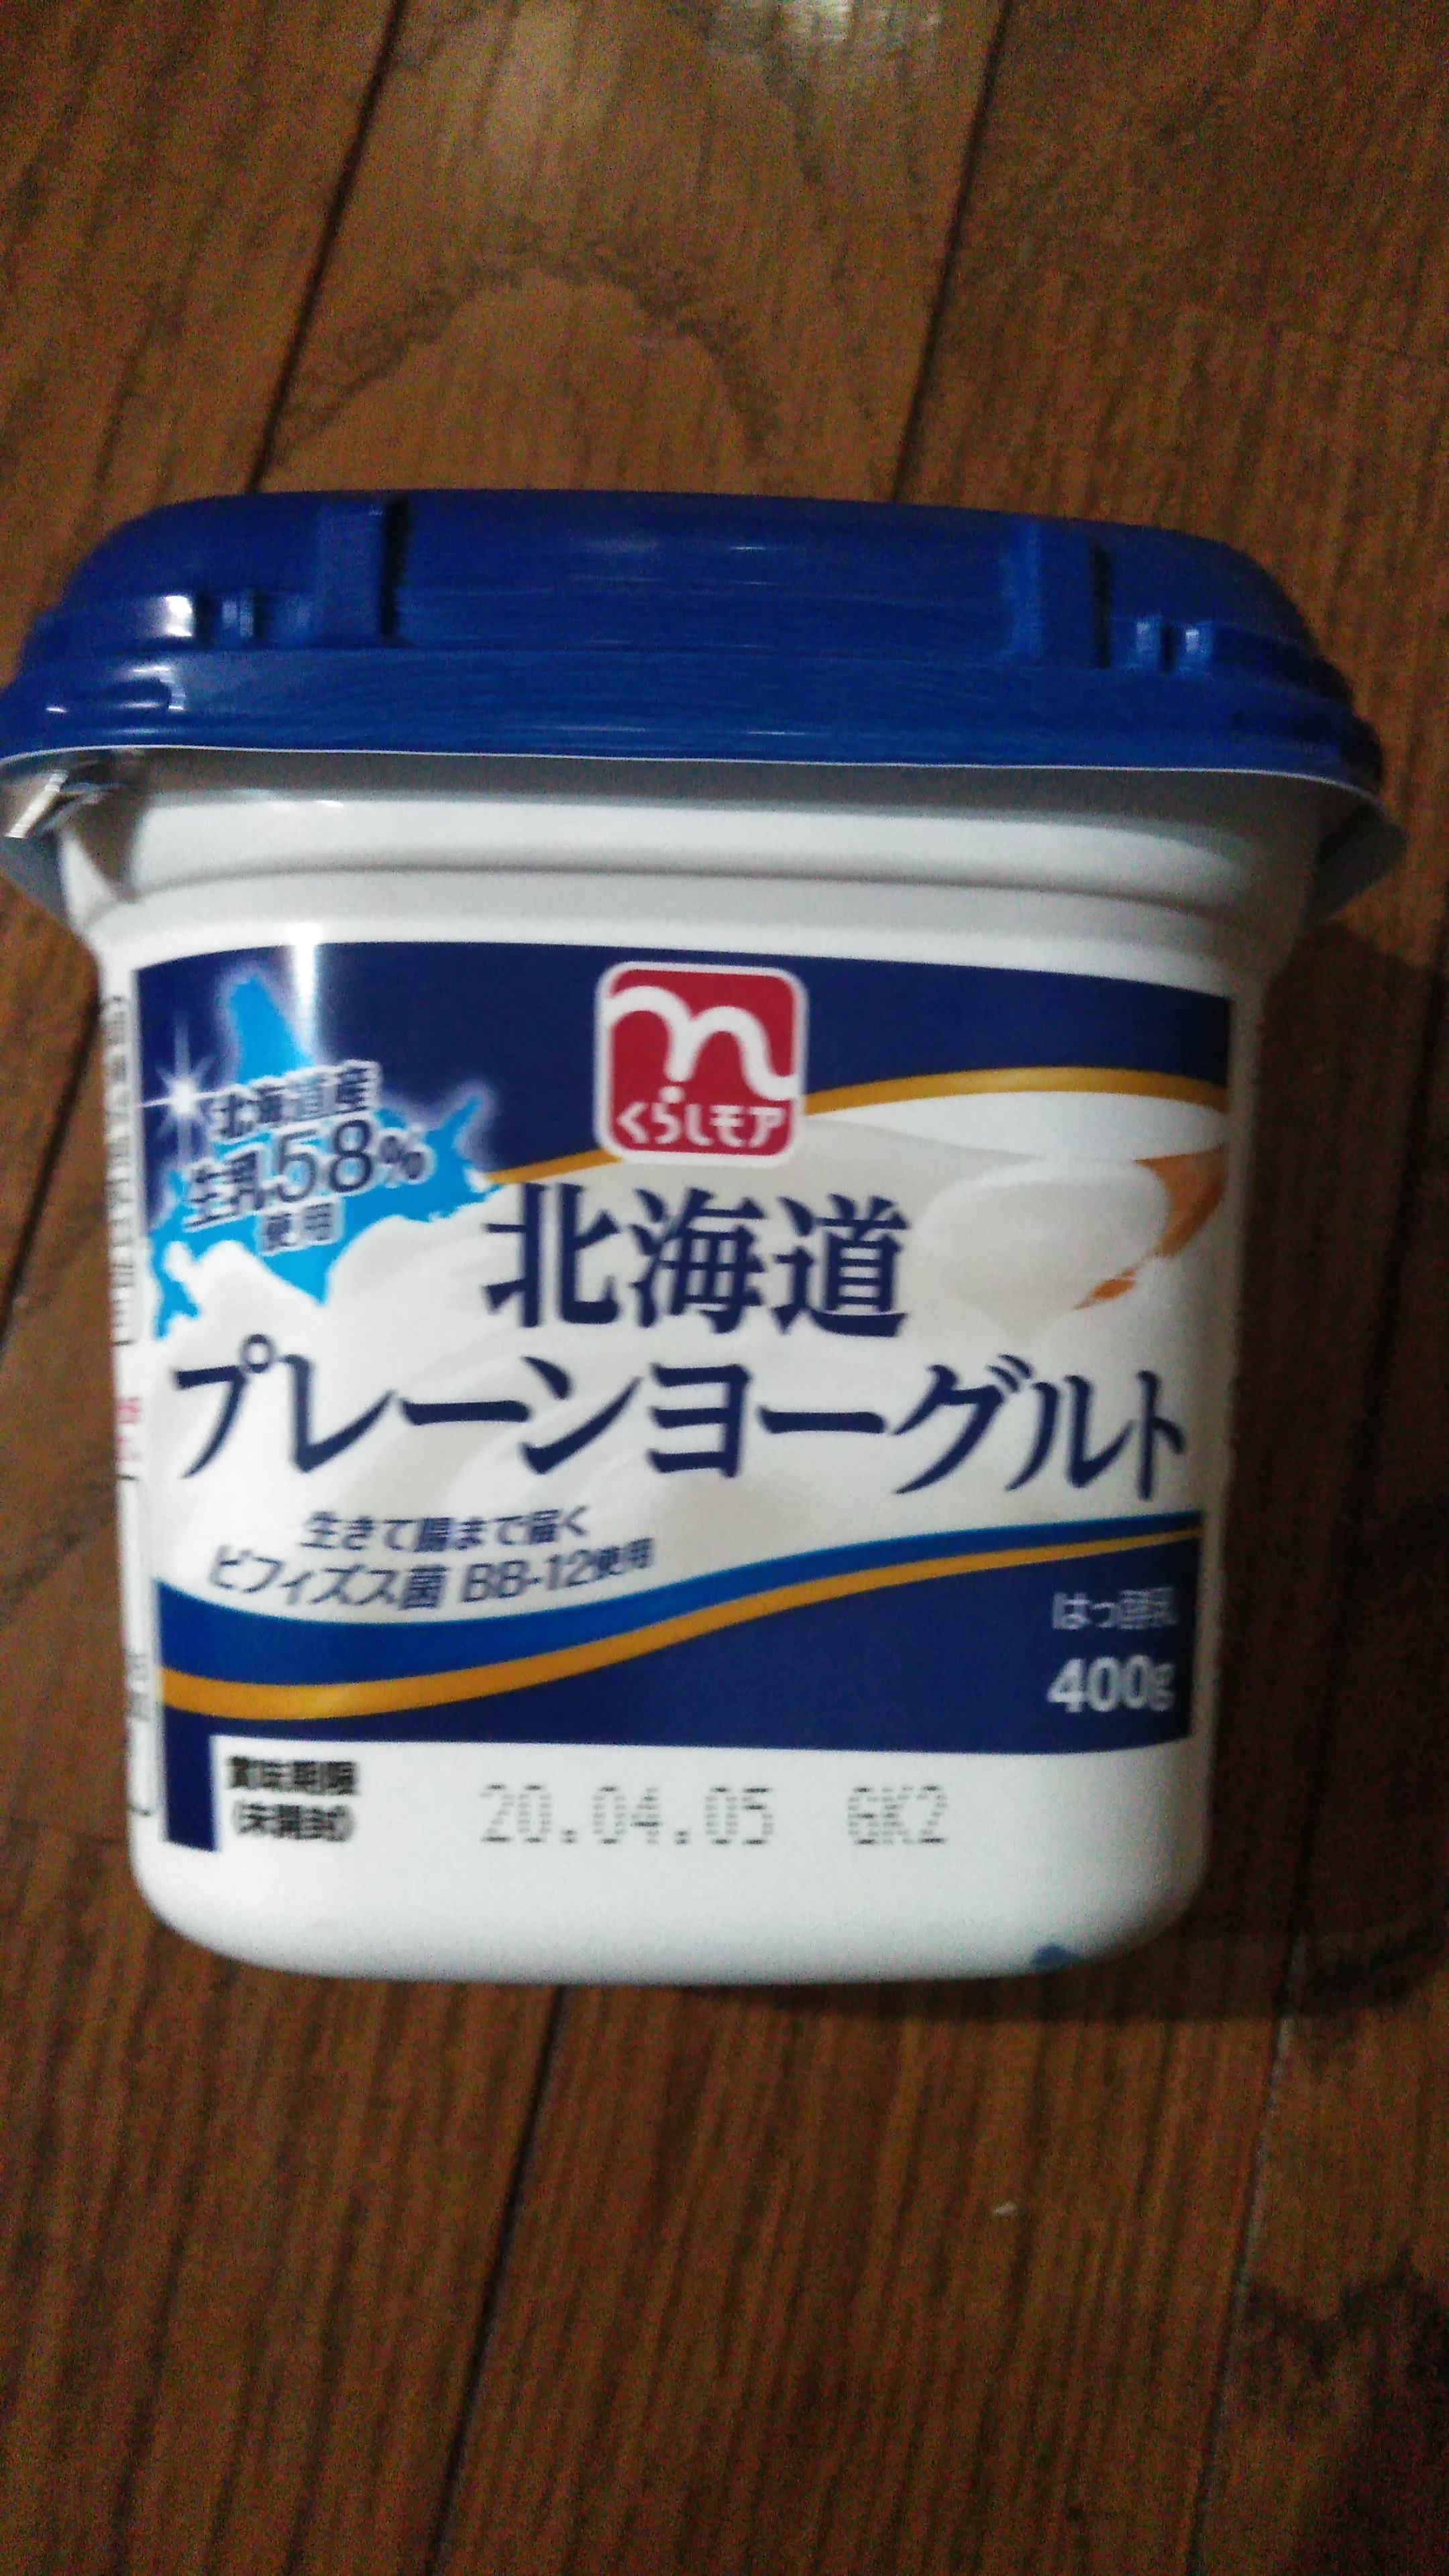 くらしモア
北海道産
生乳58%
使用
北海道
プレーンヨーグルト
生きて腸まで届く
ビフィズス菌 BB-12使用
はっ酵乳
400g
賞味期限
(未開封)
20.04.05 GK2